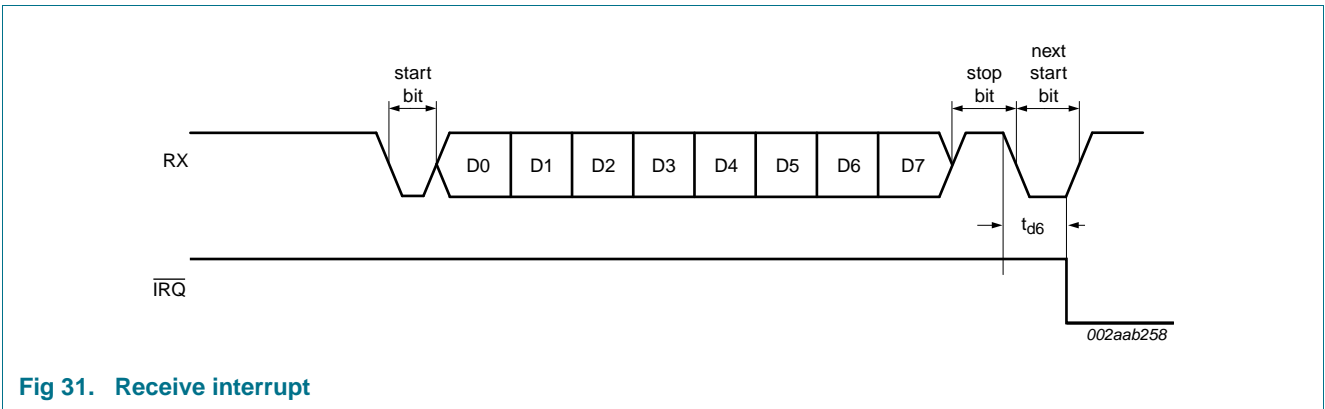 next
start stop start
bit bit bit
RX D0 D1 D2 D3 D4 D5 D6 D7
td6
IRQ
002aab258
Fig 31. Receive interrupt